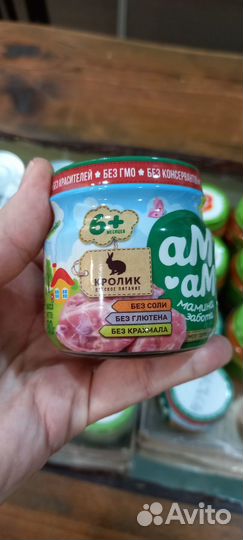 БЕЗ КРАСИТЕЛЕЙ ★ БЕЗ ГМО ★ БЕЗ КОНСЕРВАНТОВ
6+
МЕСЯЦЕВ
аМ
аМ
мамина
забота
КРОЛИК
МЯСНОЕ ПИТАНИЕ
БЕЗ СОЛИ
БЕЗ ГЛЮТЕНА
БЕЗ КРАХМАЛА
Avito